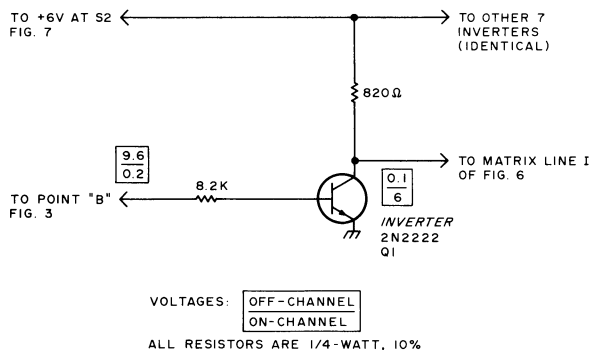 TO +6V AT S2
FIG. 7
TO OTHER 7
INVERTERS
(IDENTICAL)
820Ω
9.6
0.2
8.2K
TO POINT "B"
FIG. 3
TO MATRIX LINE I
OF FIG. 6
0.1
6
INVERTER
2N2222
Q1
VOLTAGES: OFF-CHANNEL
ON-CHANNEL
ALL RESISTORS ARE 1/4-WATT, 10%